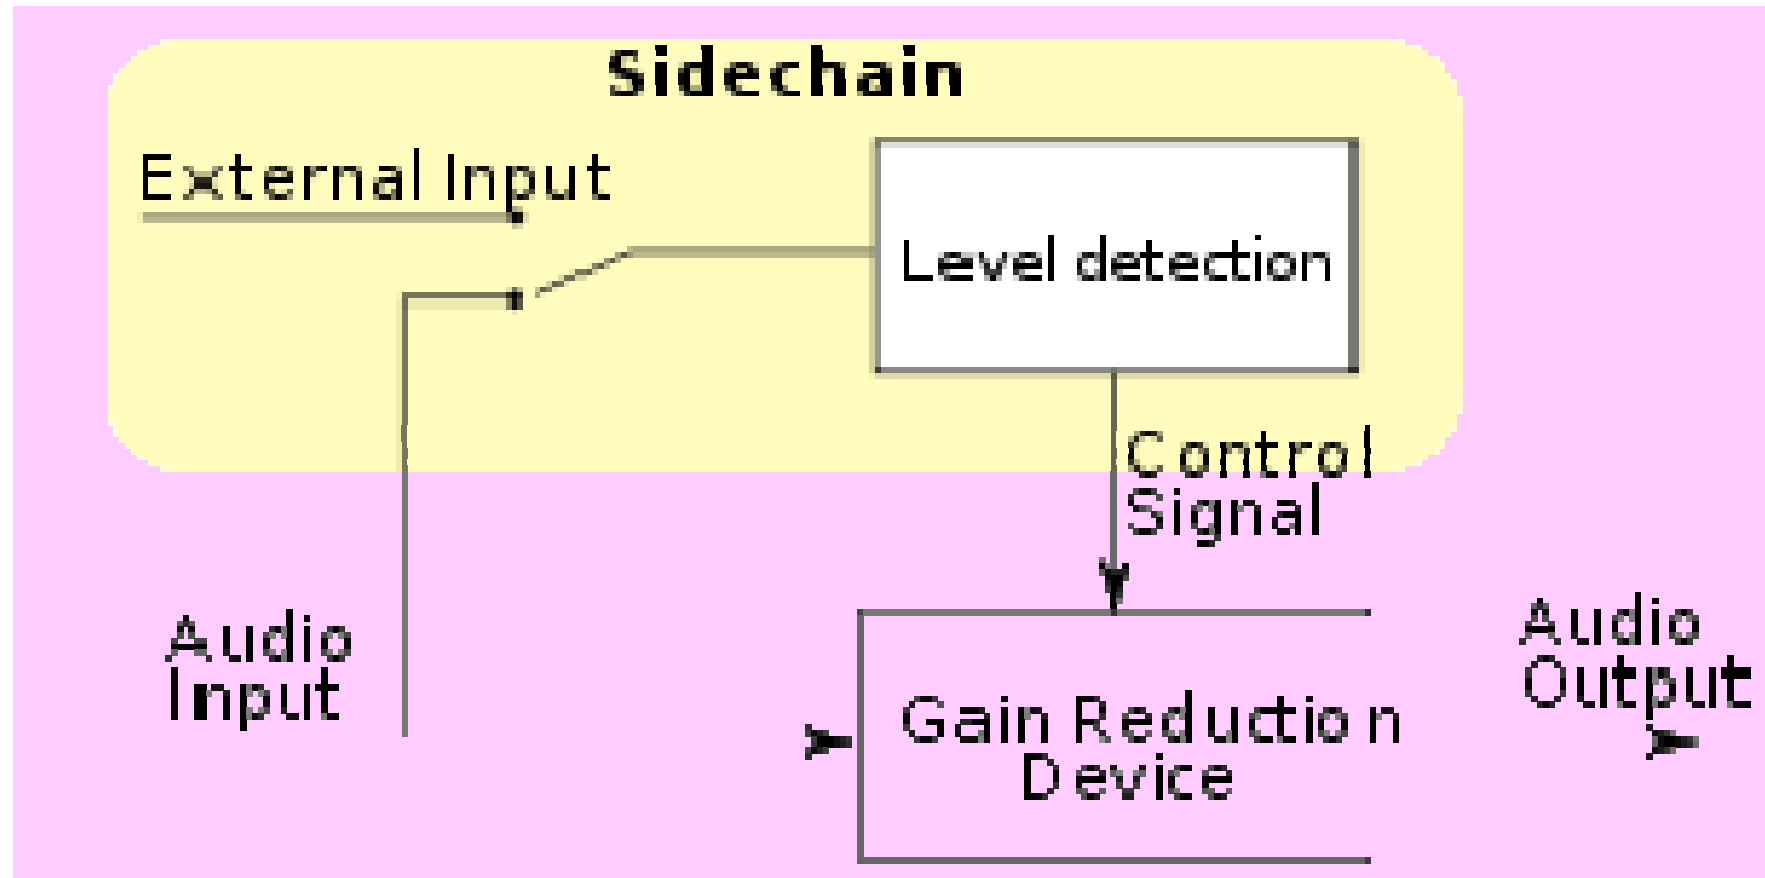 Sidechain
External Input
Level detection
Control
Signal
Audio
Input
Gain Reduction
Device
Audio
Output